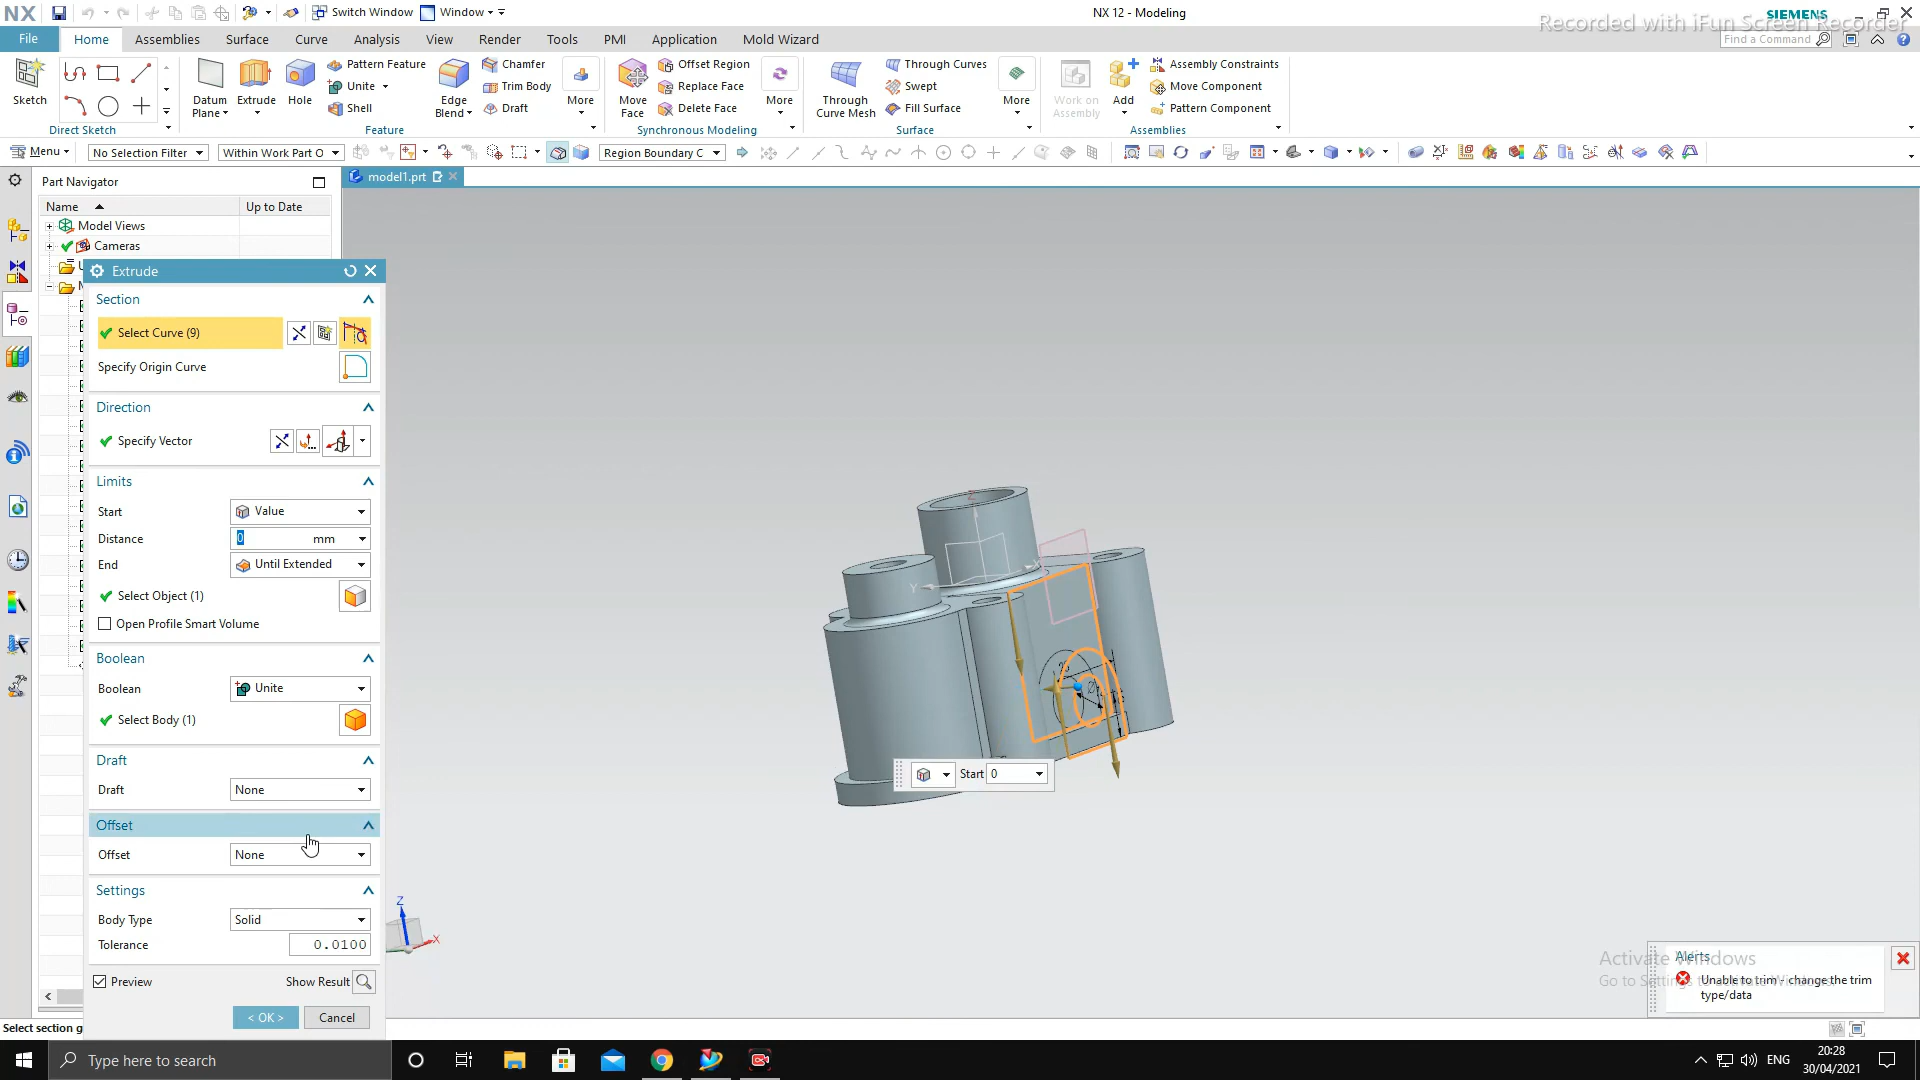 NX
Switch Window
Window
NX 12 - Modeling
SIEMENS
Recorded with iFun Screen Recorder
File
Home
Assemblies
Surface
Curve
Analysis
View
Render
Tools
PMI
Application
Mold Wizard
Find a Command
Sketch
Direct Sketch
Datum
Plane
Extrude
Hole
Pattern Feature
Unite
Shell
Edge
Blend
Chamfer
Trim Body
Draft
More
Feature
Move
Face
Offset Region
Replace Face
Delete Face
More
Synchronous Modeling
Through
Curve Mesh
Through Curves
Swept
Fill Surface
More
Surface
Work on
Assembly
Add
Assembly Constraints
Move Component
Pattern Component
Assemblies
Menu
No Selection Filter
Within Work Part O
Region Boundary C
Part Navigator
model1.prt
Name
Up to Date
Model Views
Cameras
Extrude
Section
Select Curve (9)
Specify Origin Curve
Direction
Specify Vector
Limits
Start
Value
Distance
0
mm
End
Until Extended
Select Object (1)
Open Profile Smart Volume
Boolean
Boolean
Unite
Select Body (1)
Draft
Draft
None
Offset
Offset
None
Settings
Body Type
Solid
Tolerance
0.0100
Preview
Show Result
< OK >
Cancel
Z
Y
Start
0
Z
X
Activate Windows
Alerts
Unable to trim - change the trim
type/data
Select section g
Type here to search
ENG
20:28
30/04/2021